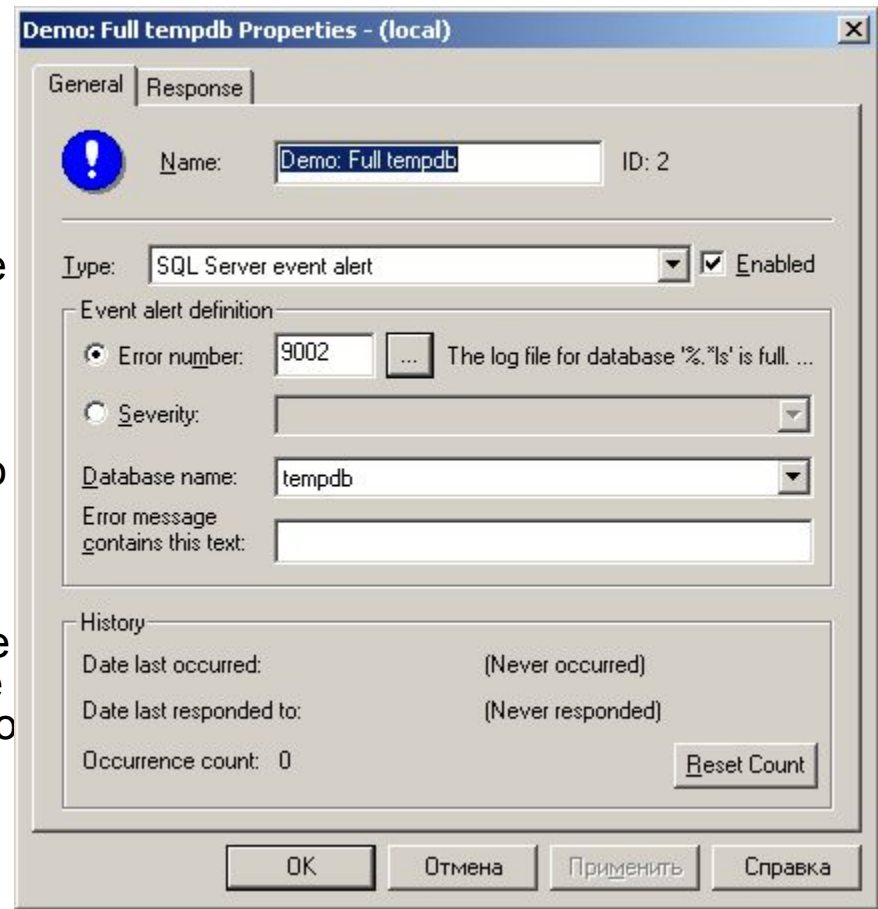 Demo: Full tempdb Properties - (local)
General Response
Name: Demo: Full tempdb ID: 2
Type: SQL Server event alert Enabled
Event alert definition
Error number: 9002 ... The log file for database '%.*ls' is full. ...
Severity:
Database name: tempdb
Error message
contains this text:
History
Date last occurred: (Never occurred)
Date last responded to: (Never responded)
Occurrence count: 0 Reset Count
OK Отмена Применить Справка